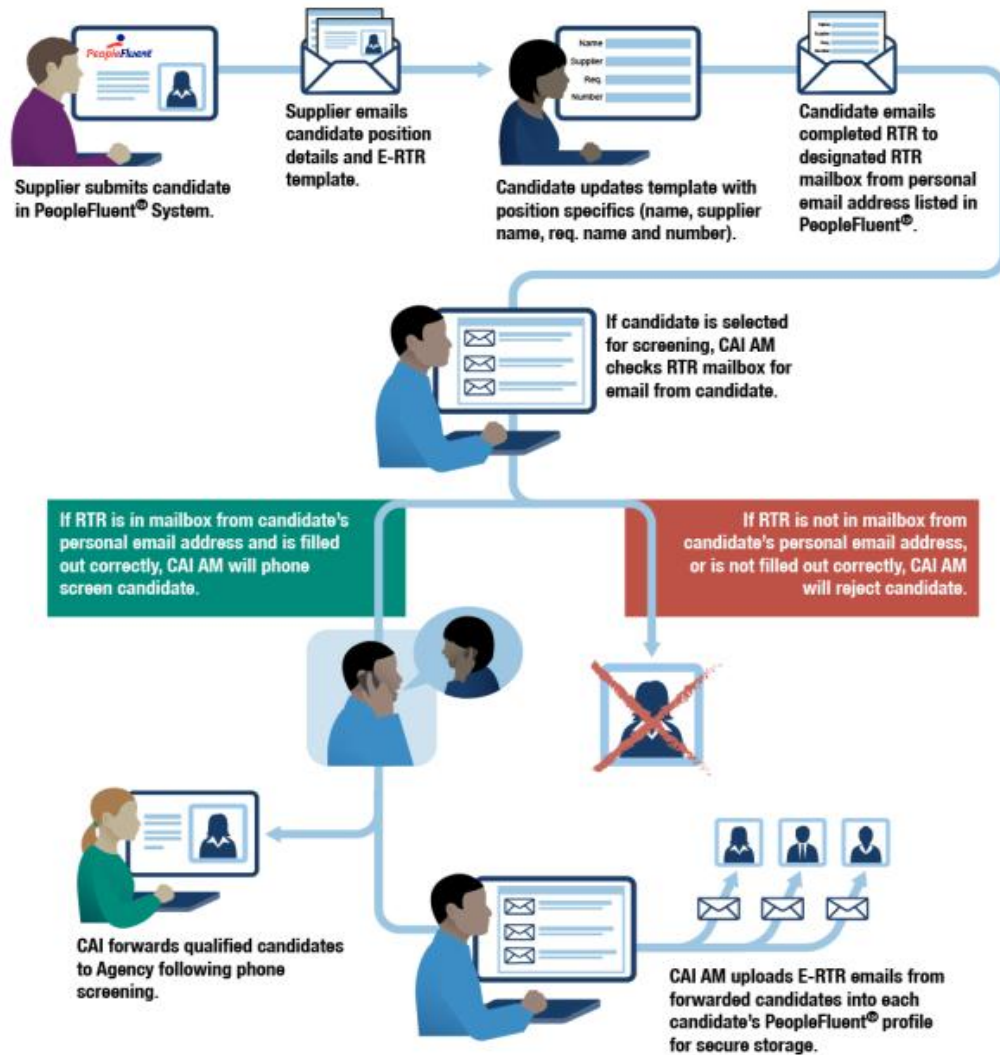 PeopleFluent
Name
Supplier
Req.
Number
Name
Supplier
Req.
Number
Supplier submits candidate
in PeopleFluent® System.
Supplier emails
candidate position
details and E-RTR
template.
Candidate updates template with
position specifics (name, supplier
name, req. name and number).
Candidate emails
completed RTR to
designated RTR
mailbox from personal
email address listed in
PeopleFluent®.
If candidate is selected
for screening, CAI AM
checks RTR mailbox for
email from candidate.
If RTR is in mailbox from candidate's
personal email address and is filled
out correctly, CAI AM will phone
screen candidate.
If RTR is not in mailbox from
candidate's personal email address,
or is not filled out correctly, CAI AM
will reject candidate.
CAI forwards qualified candidates
to Agency following phone
screening.
CAI AM uploads E-RTR emails from
forwarded candidates into each
candidate's PeopleFluent® profile
for secure storage.